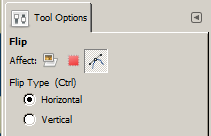 Tool Options
Flip
Affect:
Flip Type (Ctrl)
Horizontal
Vertical